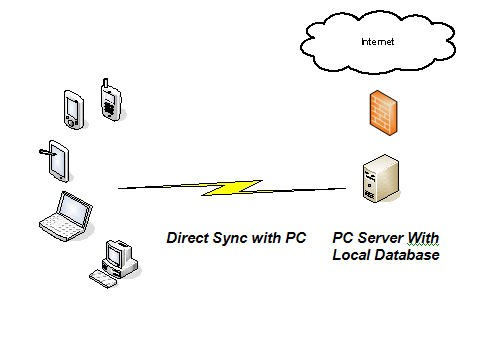 Internet
Direct Sync with PC
PC Server With
Local Database